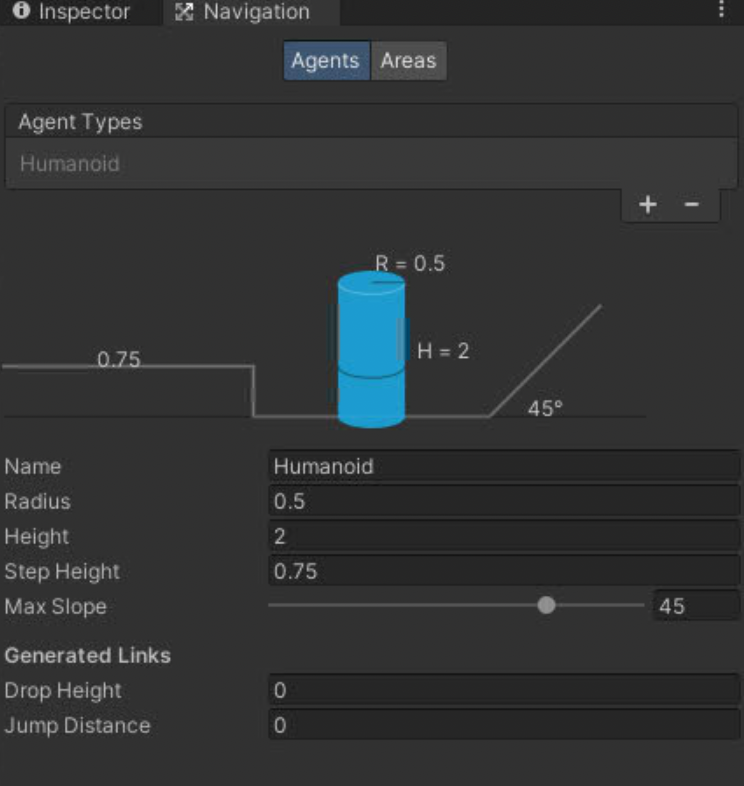 Inspector Navigation
Agents Areas
Agent Types
Humanoid
+ −
R = 0.5
0.75
H = 2
45°
Name Humanoid
Radius 0.5
Height 2
Step Height 0.75
Max Slope 45
Generated Links
Drop Height 0
Jump Distance 0